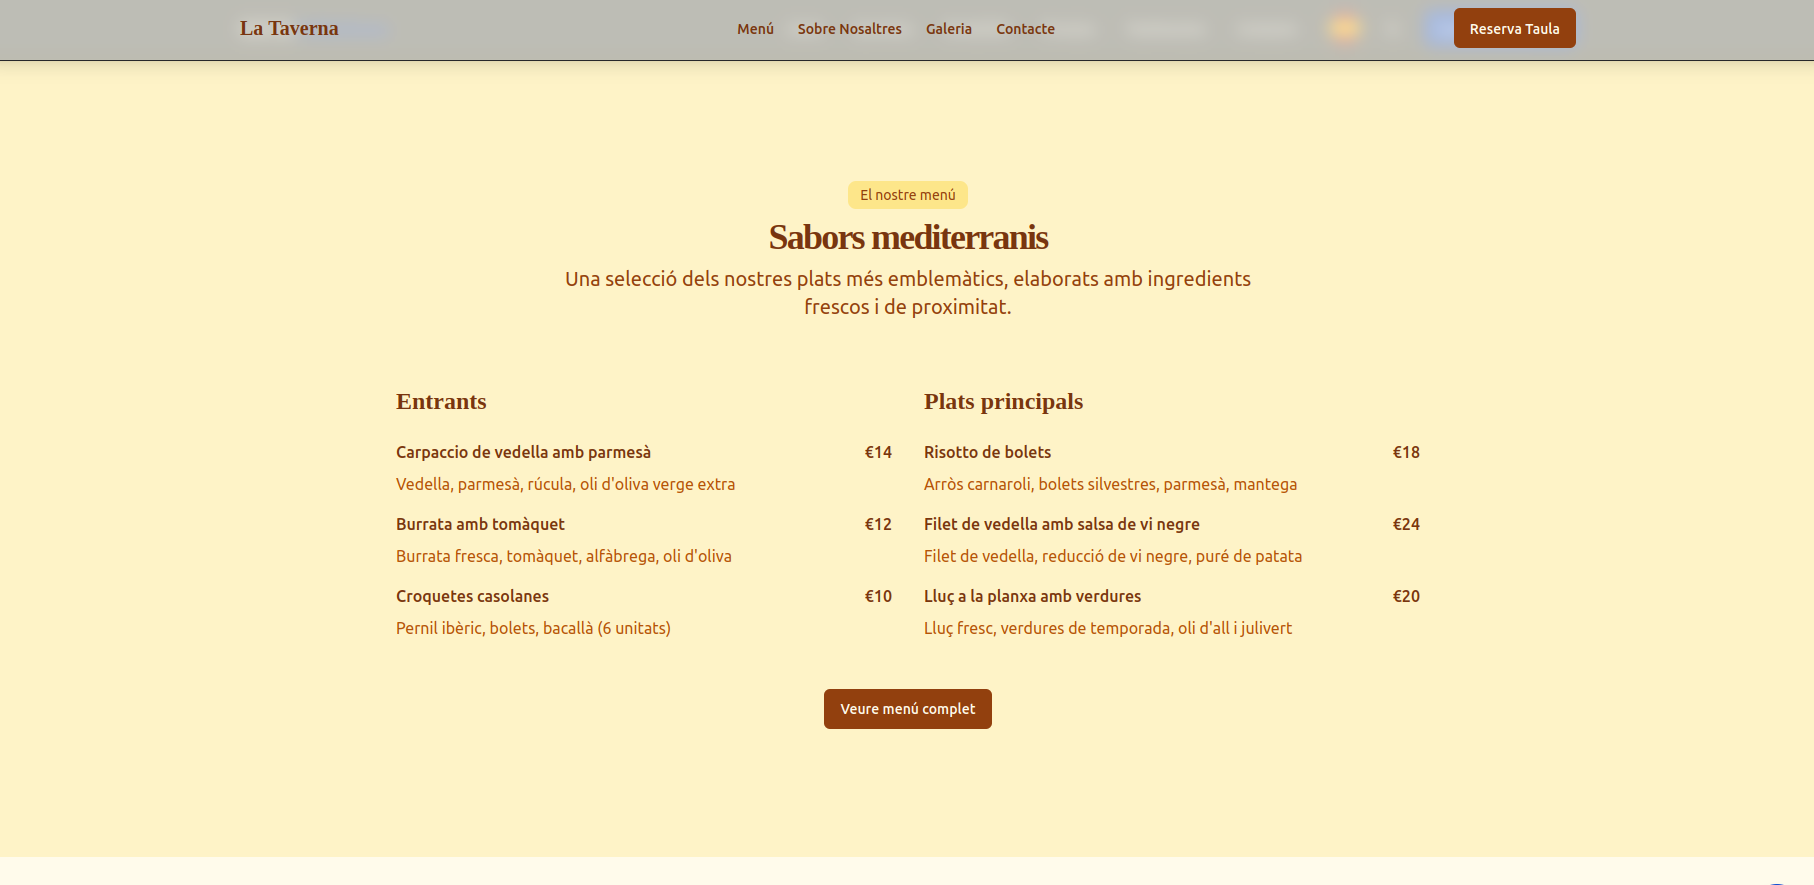 La Taverna
Menú
Sobre Nosaltres
Galeria
Contacte
Reserva Taula
El nostre menú
Sabors mediterranis
Una selecció dels nostres plats més emblemàtics, elaborats amb ingredients
frescos i de proximitat.
Entrants
Carpaccio de vedella amb parmesà €14
Vedella, parmesà, rúcula, oli d'oliva verge extra
Burrata amb tomàquet €12
Burrata fresca, tomàquet, alfàbrega, oli d'oliva
Croquetes casolanes €10
Pernil ibèric, bolets, bacallà (6 unitats)
Plats principals
Risotto de bolets €18
Arròs carnaroli, bolets silvestres, parmesà, mantega
Filet de vedella amb salsa de vi negre €24
Filet de vedella, reducció de vi negre, puré de patata
Lluç a la planxa amb verdures €20
Lluç fresc, verdures de temporada, oli d'all i julivert
Veure menú complet